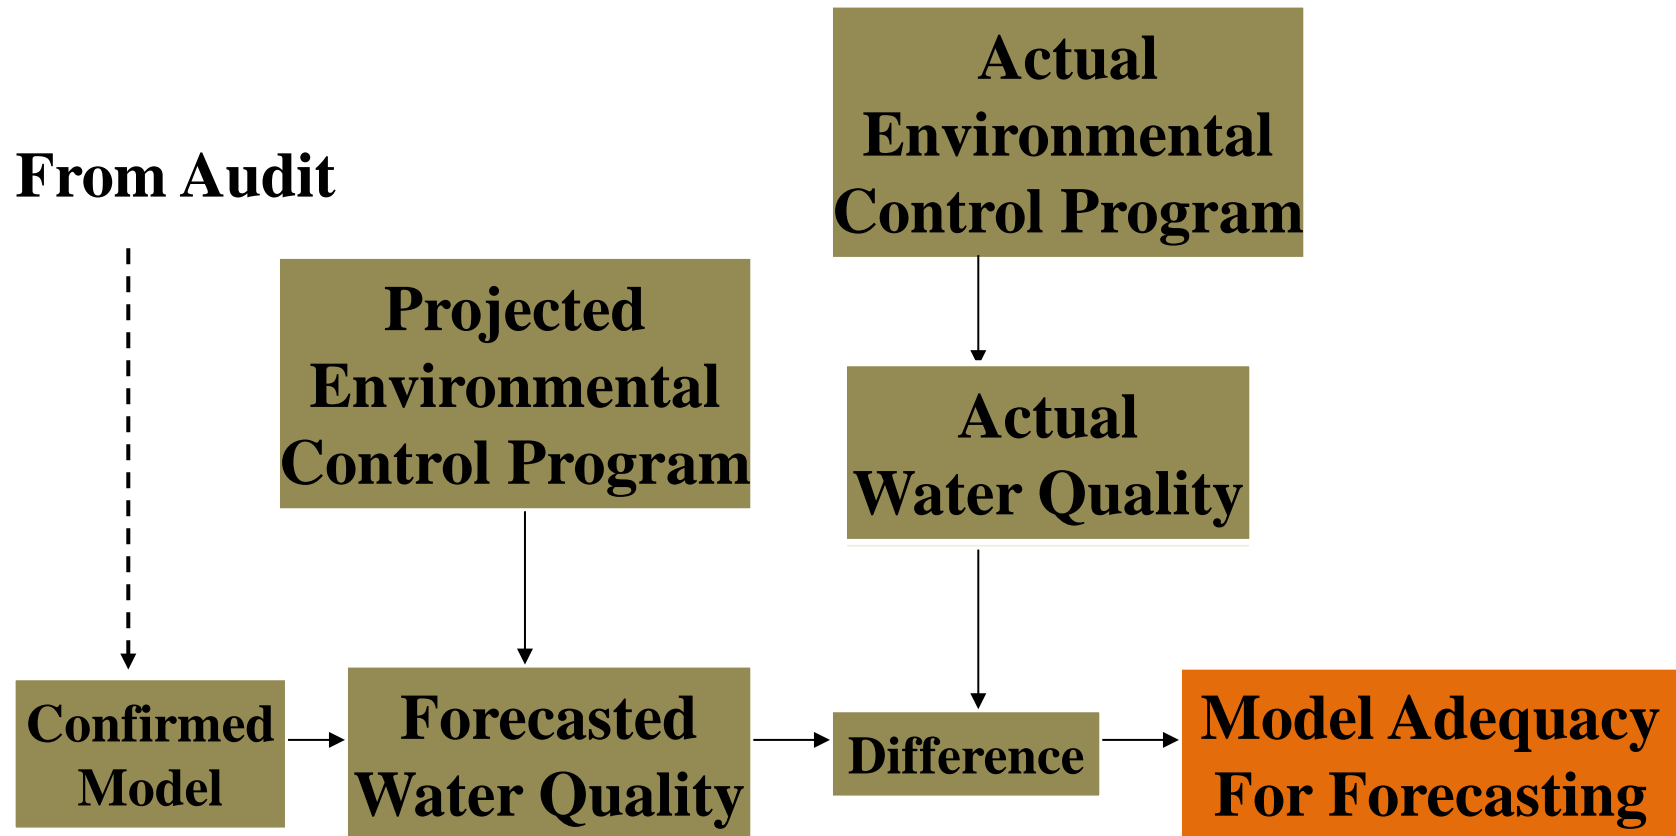 Actual
Environmental
Control Program
From Audit
Projected
Environmental
Control Program
Actual
Water Quality
Confirmed
Model
Forecasted
Water Quality
Difference
Model Adequacy
For Forecasting